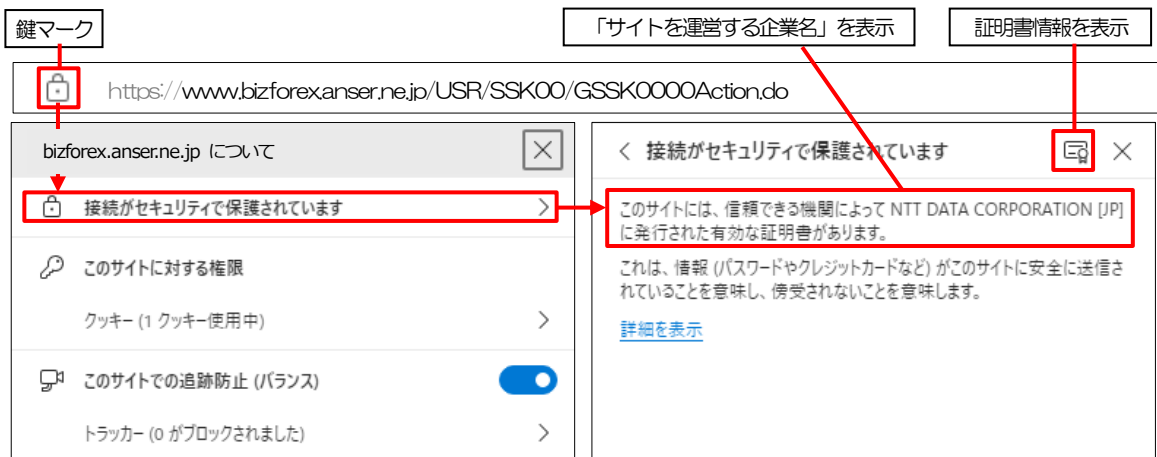 鍵マーク
「サイトを運営する企業名」を表示
証明書情報を表示
https://www.bizforex.anser.ne.jp/USR/SSK00/GSSK0000Action.do
bizforex.anser.ne.jp について
接続がセキュリティで保護されています
このサイトに対する権限
クッキー (1 クッキー使用中)
このサイトでの追跡防止 (バランス)
トラッカー (0 がブロックされました)
接続がセキュリティで保護されています
このサイトには、信頼できる機関によって NTT DATA CORPORATION [JP]
に発行された有効な証明書があります。
これは、情報 (パスワードやクレジットカードなど) がこのサイトに安全に送信さ
れていることを意味し、傍受されないことを意味します。
詳細を表示